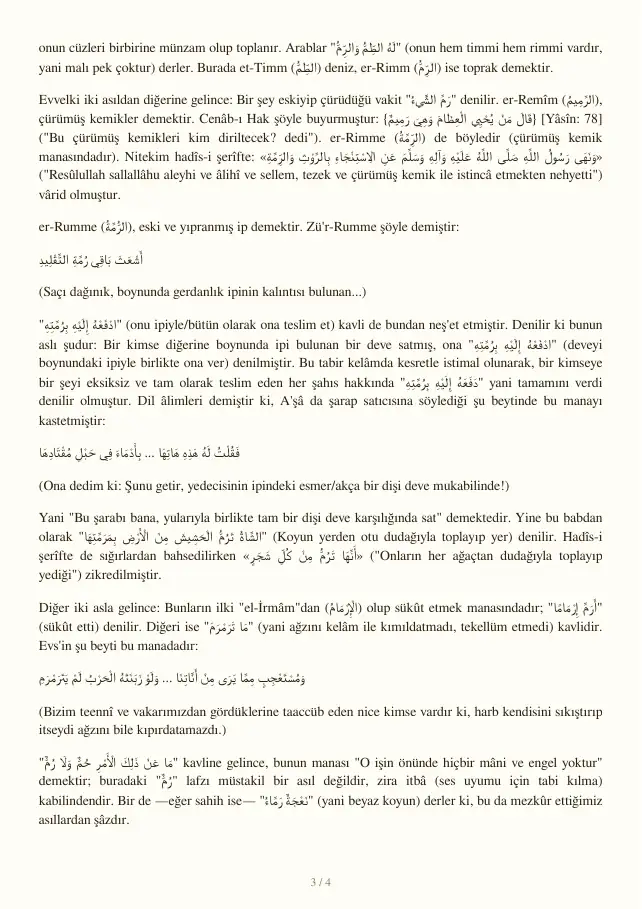 onun cüzleri birbirine münzam olup toplanır. Arablar "لَهُ الطِّمُّ وَالرِّمُّ" (onun hem timmi hem rimmi vardır,
yani malı pek çoktur) derler. Burada et-Timm (الطِّمُّ) deniz, er-Rimm (الرِّمُّ) ise toprak demektir.
Evvelki iki asıldan diğerine gelince: Bir şey eskiyip çürüdüğü vakit "رَمَّ الشَّيْءُ" denilir. er-Remîm (الرَّمِيمُ),
çürümüş kemikler demektir. Cenâb-ı Hak şöyle buyurmuştur: {قَالَ مَنْ يُحْيِي الْعِظَامَ وَهِيَ رَمِيمٌ} [Yâsîn: 78]
("Bu çürümüş kemikleri kim diriltecek? dedi"). er-Rimme (الرِّمَّةُ) de böyledir (çürümüş kemik
manasındadır). Nitekim hadîs-i şerîfte: «وَنَهَى رَسُولُ اللَّهِ صَلَّى اللَّهُ عَلَيْهِ وَآلِهِ وَسَلَّمَ عَنِ الِاسْتِنْجَاءِ بِالرَّوْثِ وَالرِّمَّةِ»
("Resûlullah sallallâhu aleyhi ve âlihî ve sellem, tezek ve çürümüş kemik ile istincâ etmekten nehyetti")
vârid olmuştur.
er-Rumme (الرُّمَّةُ), eski ve yıpranmış ip demektir. Zü'r-Rumme şöyle demiştir:
أَشْعَثَ بَاقِي رُمَّةِ التَّقْلِيدِ
(Saçı dağınık, boynunda gerdanlık ipinin kalıntısı bulunan...)
"ادْفَعْهُ إِلَيْهِ بِرُمَّتِهِ" (onu ipiyle/bütün olarak ona teslim et) kavli de bundan neş'et etmiştir. Denilir ki bunun
aslı şudur: Bir kimse diğerine boynunda ipi bulunan bir deve satmış, ona "ادْفَعْهُ إِلَيْهِ بِرُمَّتِهِ" (deveyi
boynundaki ipiyle birlikte ona ver) denilmiştir. Bu tabir kelâmda kesretle istimal olunarak, bir kimseye
bir şeyi eksiksiz ve tam olarak teslim eden her şahıs hakkında "دَفَعَهُ إِلَيْهِ بِرُمَّتِهِ" yani tamamını verdi
denilir olmuştur. Dil âlimleri demiştir ki, A'şâ da şarap satıcısına söylediği şu beytinde bu manayı
kastetmiştir:
فَقُلْتُ لَهُ هَذِهِ هَاتِهَا ... بِأَدْمَاءَ فِي حَبْلِ مُقْتَادِهَا
(Ona dedim ki: Şunu getir, yedecisinin ipindeki esmer/akça bir dişi deve mukabilinde!)
Yani "Bu şarabı bana, yularıyla birlikte tam bir dişi deve karşılığında sat" demektedir. Yine bu babdan
olarak "الشَّاةُ تَرُمُّ الْحَشِيشَ مِنَ الْأَرْضِ بِمَرَمَّتِهَا" (Koyun yerden otu dudağıyla toplayıp yer) denilir. Hadîs-i
şerîfte de sığırlardan bahsedilirken «أَنَّهَا تَرُمُّ مِنْ كُلِّ شَجَرٍ» ("Onların her ağaçtan dudağıyla toplayıp
yediği") zikredilmiştir.
Diğer iki asla gelince: Bunların ilki "el-İrmâm"dan (الْإِرْمَامُ) olup sükût etmek manasındadır; "أَرَمَّ إِرْمَامًا"
(sükût etti) denilir. Diğeri ise "مَا تَرَمْرَمَ" (yani ağzını kelâm ile kımıldatmadı, tekellüm etmedi) kavlidir.
Evs'in şu beyti bu manadadır:
وَمُسْتَعْجِبٍ مِمَّا يَرَى مِنْ أَنَاتِنَا ... وَلَوْ زَبَنَتْهُ الْحَرْبُ لَمْ يَتَرَمْرَمِ
(Bizim teennî ve vakarımızdan gördüklerine taaccüb eden nice kimse vardır ki, harb kendisini sıkıştırıp
itseydi ağzını bile kıpırdatamazdı.)
"مَا عَنْ ذَلِكَ الْأَمْرِ حُمٌّ وَلَا رُمٌّ" kavline gelince, bunun manası "O işin önünde hiçbir mâni ve engel yoktur"
demektir; buradaki "رُمٌّ" lafzı müstakil bir asıl değildir, zira itbâ (ses uyumu için tabi kılma)
kabilindendir. Bir de —eğer sahih ise— "نَعْجَةٌ رَمَّاءُ" (yani beyaz koyun) derler ki, bu da mezkûr ettiğimiz
asıllardan şâzdır.
3 / 4